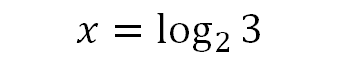 x = log₂ 3